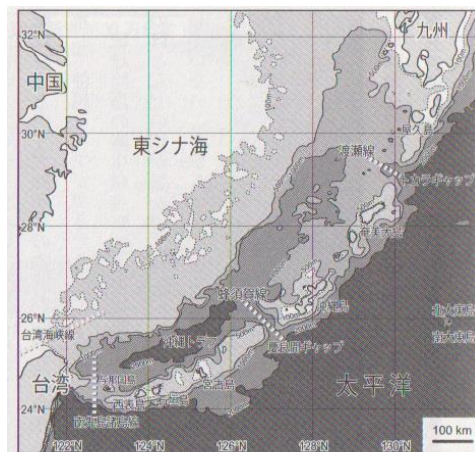 32°N
九州
中国
屋久島
30°N
東シナ海
渡瀬線
トカラギャップ
28°N
奄美大島
蜂須賀線
沖縄島
北大東島
26°N
台湾海峡線
沖縄トラフ
慶良間ギャップ
南大東島
台湾
与那国島
宮古島
太平洋
西表島
24°N
100 km
122°N 124°N 126°N 128°N 130°N